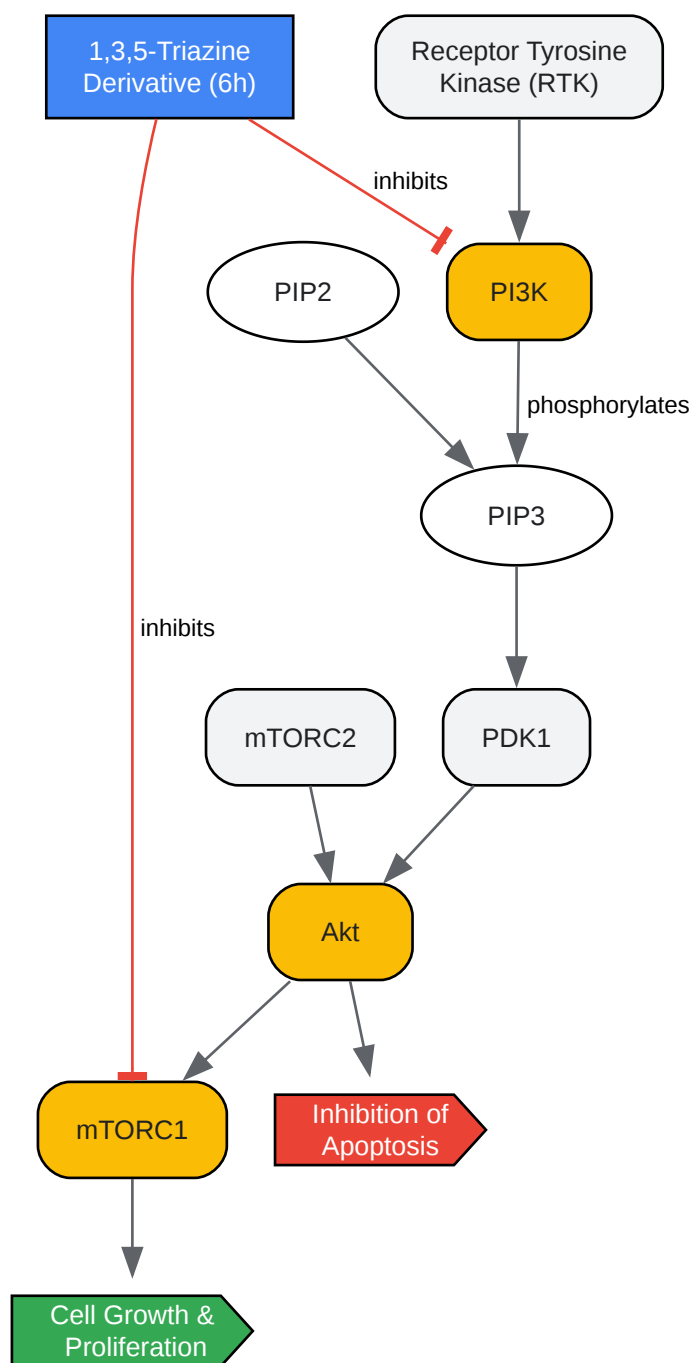 1,3,5-Triazine
Derivative (6h)
Receptor Tyrosine
Kinase (RTK)
inhibits
PIP2
PI3K
phosphorylates
PIP3
inhibits
mTORC2
PDK1
Akt
mTORC1
Inhibition of
Apoptosis
Cell Growth &
Proliferation